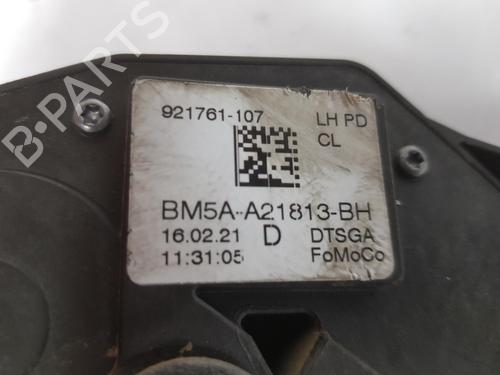 B-Parts
921761-107 LH PD
CL
BM5A-A21813-BH
16.02.21 D DTSGA
11:31:05 FoMoCo